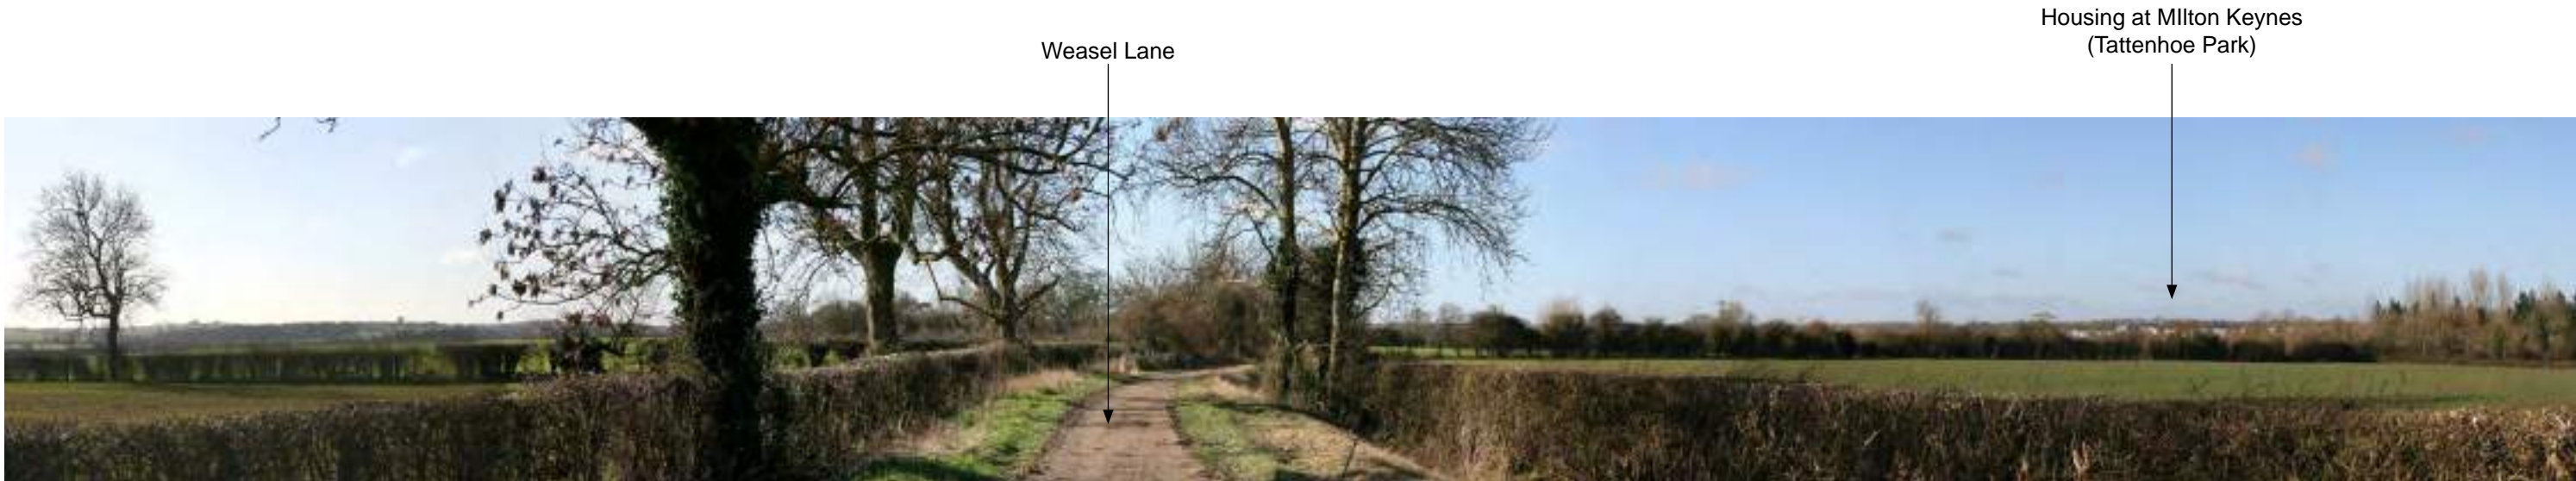 Weasel Lane
Housing at MIlton Keynes
(Tattenhoe Park)